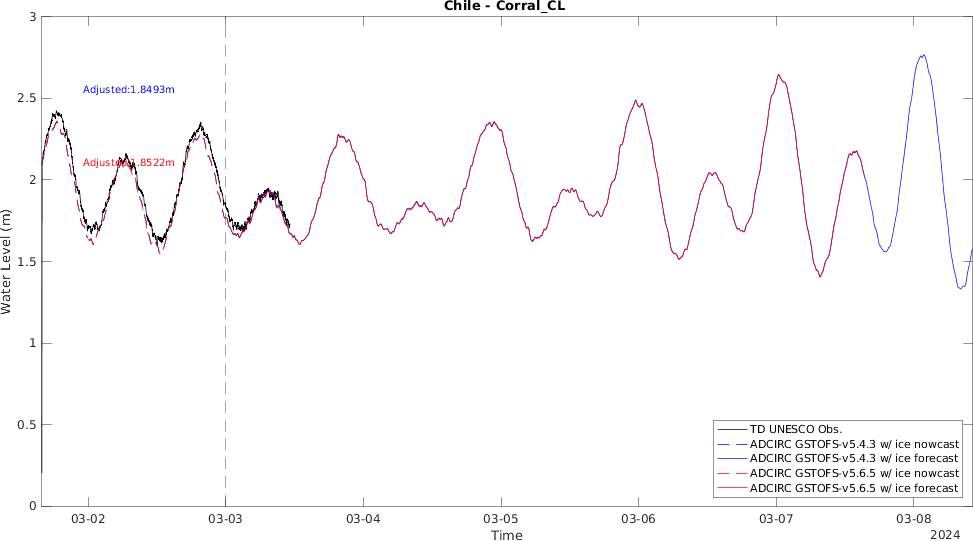 Chile - Corral_CL
3
2.5
2
1.5
1
0.5
0
Water Level (m)
Adjusted:1.8493m
Adjusted:1.8522m
TD UNESCO Obs.
ADCIRC GSTOFS-v5.4.3 w/ ice nowcast
ADCIRC GSTOFS-v5.4.3 w/ ice forecast
ADCIRC GSTOFS-v5.6.5 w/ ice nowcast
ADCIRC GSTOFS-v5.6.5 w/ ice forecast
03-02 03-03 03-04 03-05 03-06 03-07 03-08
Time
2024